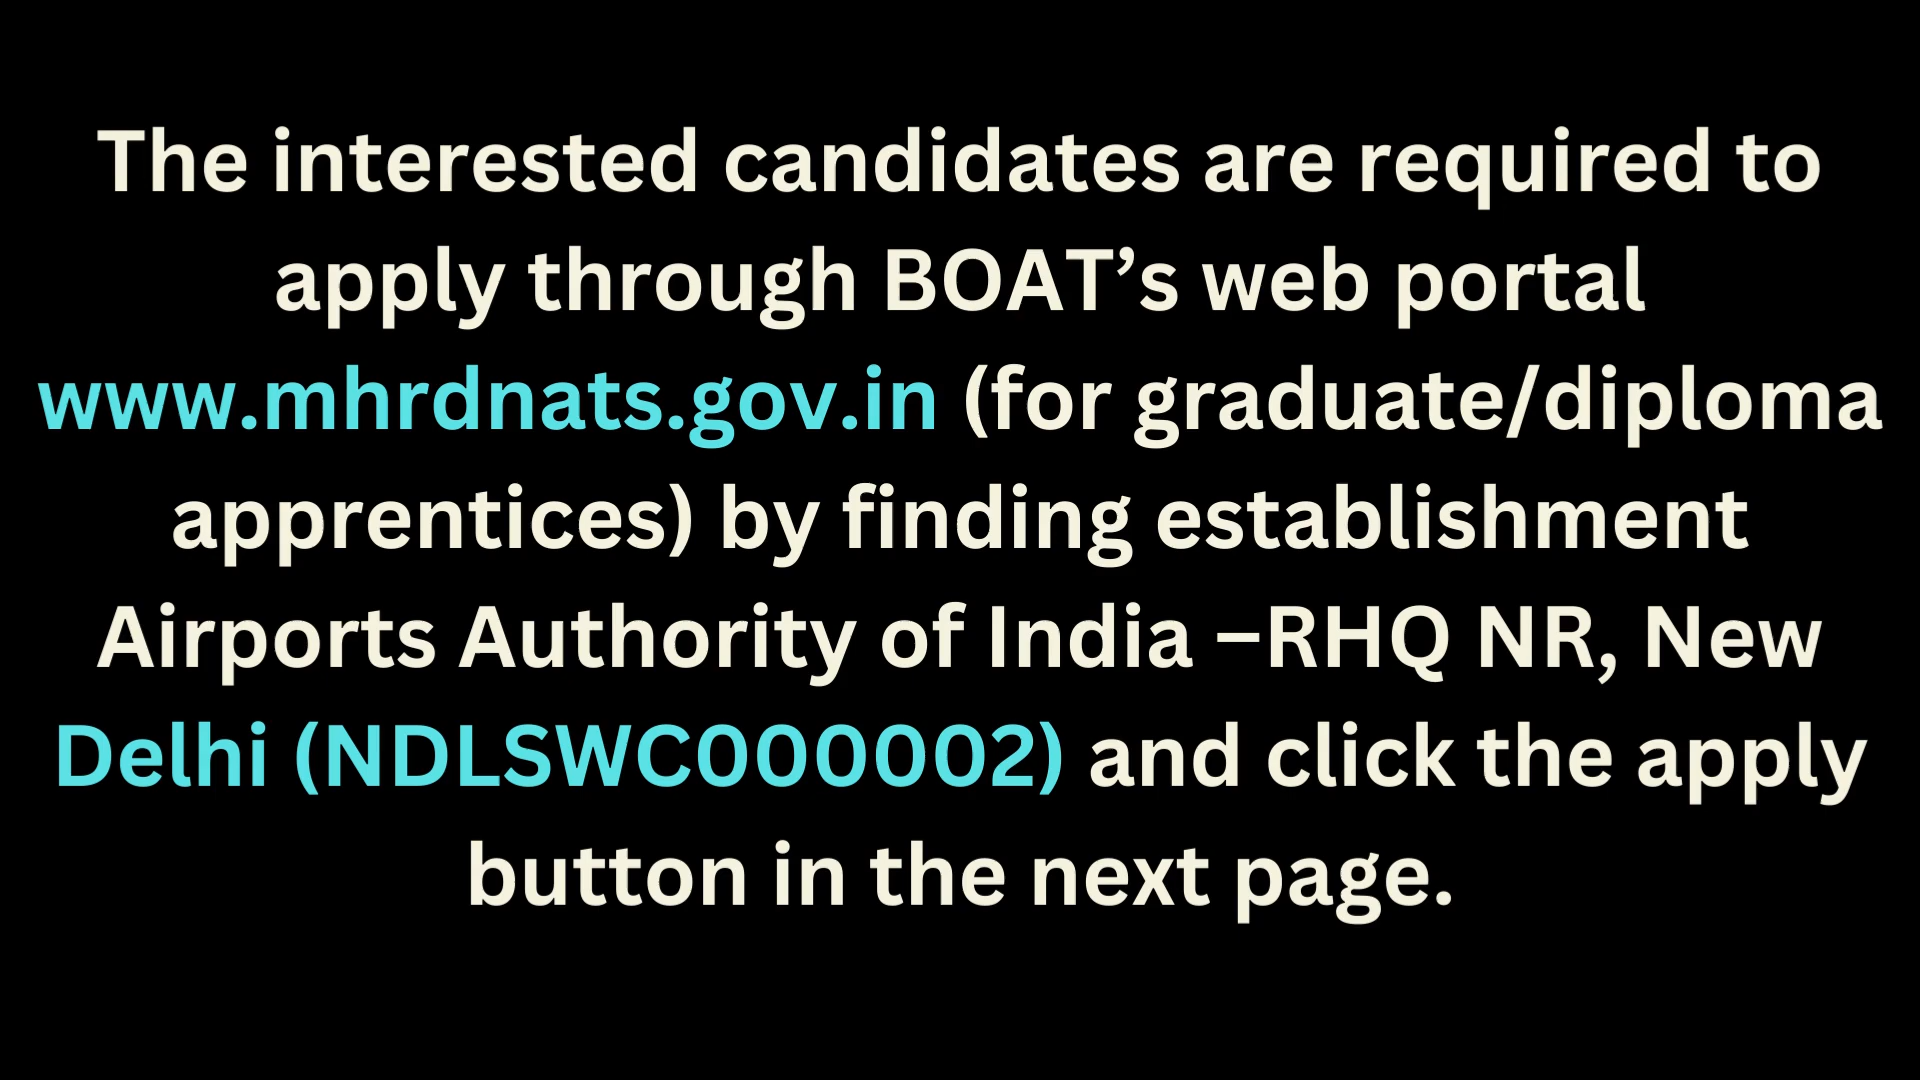 The interested candidates are required to
apply through BOAT’s web portal
www.mhrdnats.gov.in (for graduate/diploma
apprentices) by finding establishment
Airports Authority of India –RHQ NR, New
Delhi (NDLSWC000002) and click the apply
button in the next page.